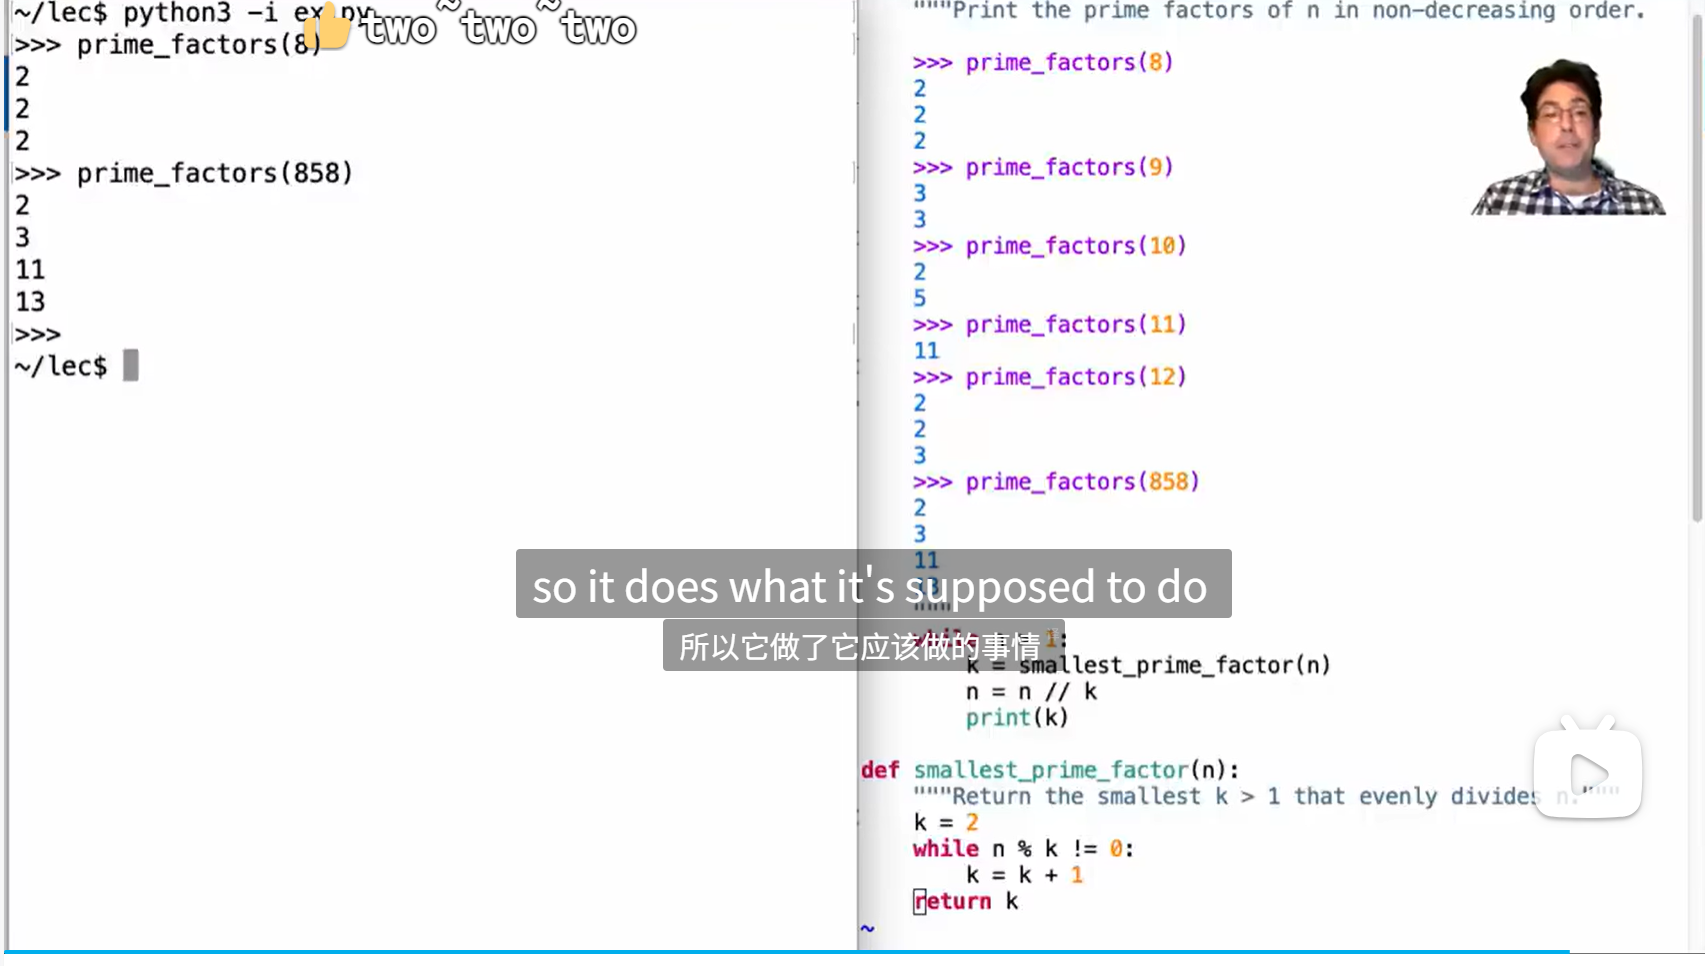 ~/lec$ python3 -i ex.py
two~two~two
>>> prime_factors(8)
2
2
2
>>> prime_factors(858)
2
3
11
13
>>>
~/lec$
"""Print the prime factors of n in non-decreasing order.
>>> prime_factors(8)
2
2
2
>>> prime_factors(9)
3
3
>>> prime_factors(10)
2
5
>>> prime_factors(11)
11
>>> prime_factors(12)
2
2
3
>>> prime_factors(858)
2
3
11
13
"""
while n > 1:
k = smallest_prime_factor(n)
n = n // k
print(k)
def smallest_prime_factor(n):
"""Return the smallest k > 1 that evenly divides n."""
k = 2
while n % k != 0:
k = k + 1
return k
~
so it does what it's supposed to do
所以它做了它应该做的事情